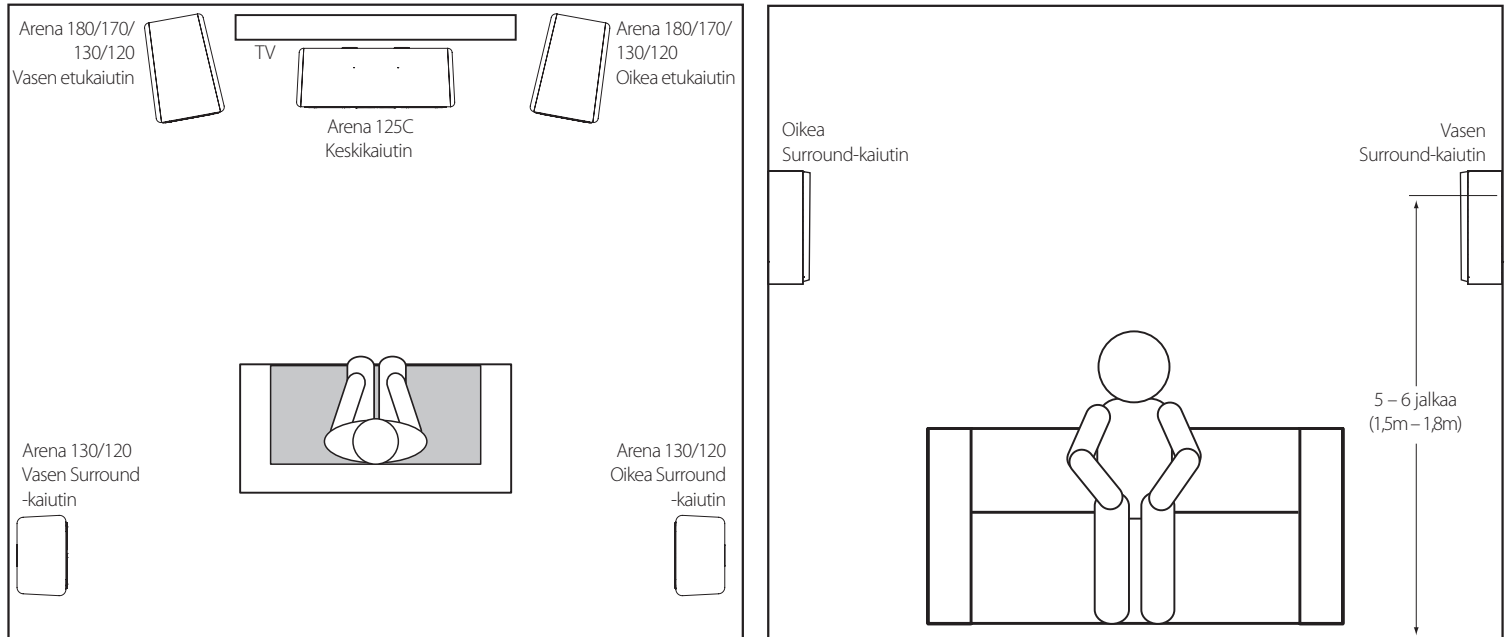 Arena 180/170/
130/120
Vasen etukaiutin
TV
Arena 180/170/
130/120
Oikea etukaiutin
Arena 125C
Keskikaiutin
Arena 130/120
Vasen Surround
-kaiutin
Arena 130/120
Oikea Surround
-kaiutin
Oikea
Surround-kaiutin
Vasen
Surround-kaiutin
5 – 6 jalkaa
(1,5m – 1,8m)